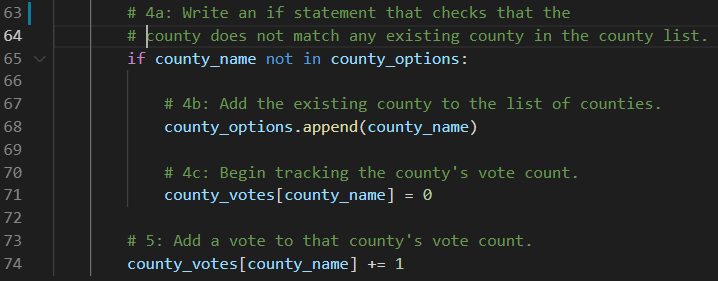 63 # 4a: Write an if statement that checks that the
64 # county does not match any existing county in the county list.
65 if county_name not in county_options:
66
67 # 4b: Add the existing county to the list of counties.
68 county_options.append(county_name)
69
70 # 4c: Begin tracking the county's vote count.
71 county_votes[county_name] = 0
72
73 # 5: Add a vote to that county's vote count.
74 county_votes[county_name] += 1